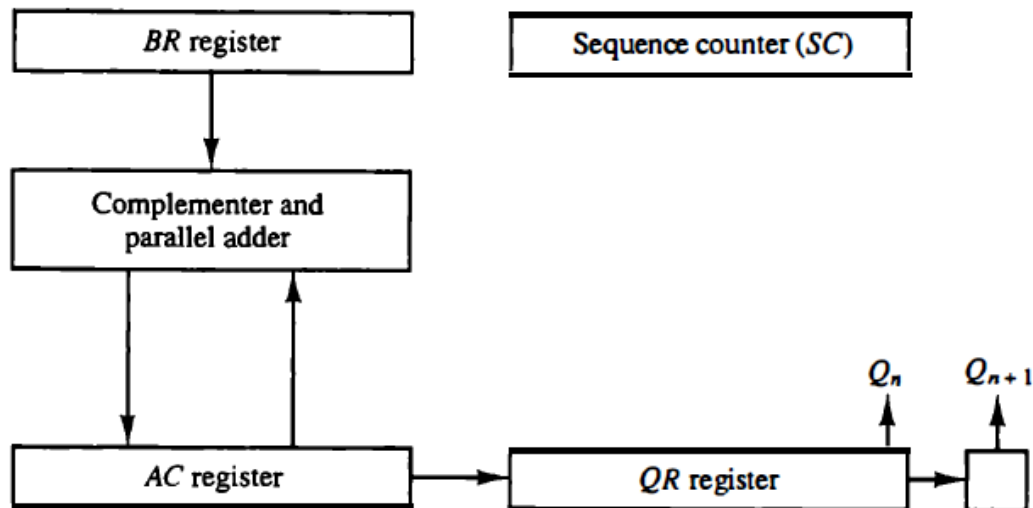 BR register
Sequence counter (SC)
Complementer and
parallel adder
Qn
Qn + 1
AC register
QR register